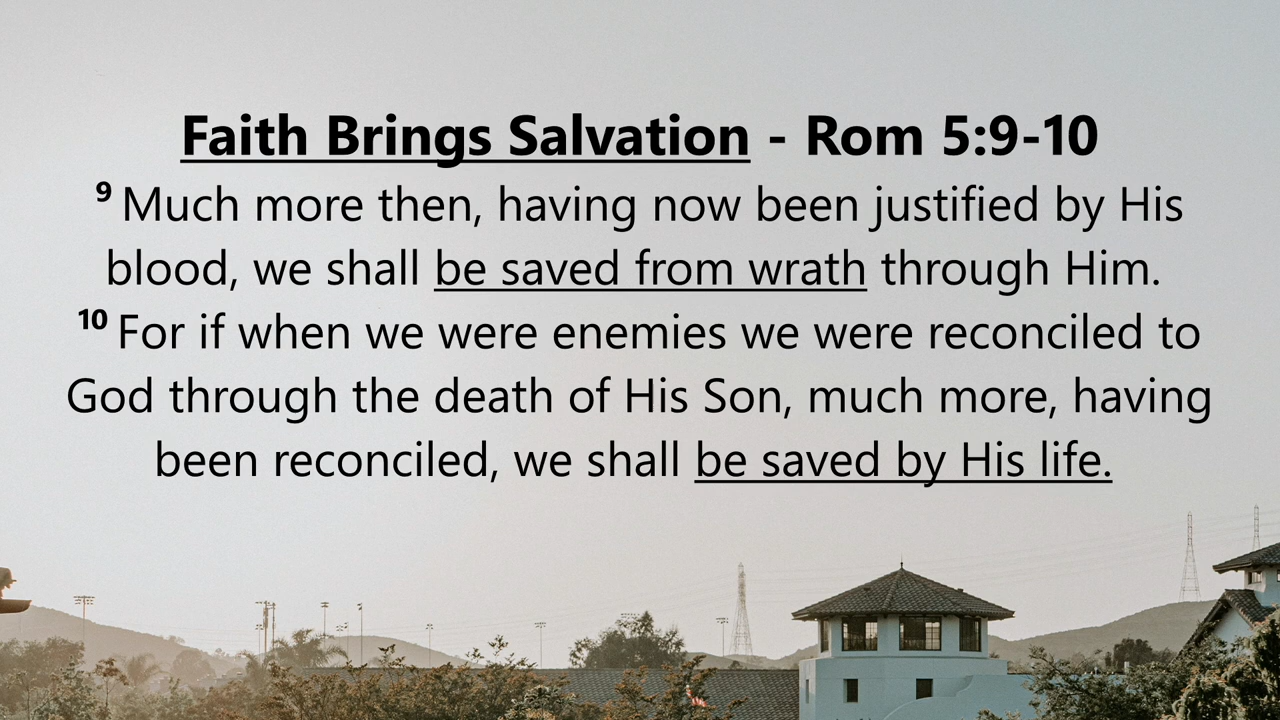 Faith Brings Salvation - Rom 5:9-10
9 Much more then, having now been justified by His
blood, we shall be saved from wrath through Him.
10 For if when we were enemies we were reconciled to
God through the death of His Son, much more, having
been reconciled, we shall be saved by His life.